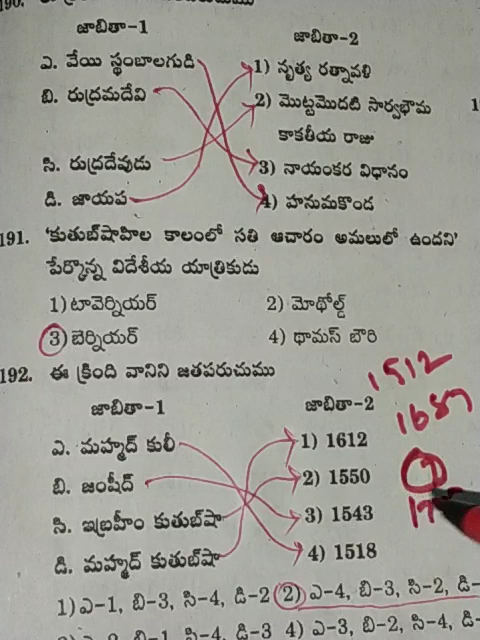 జాబితా-1 జాబితా-2
ఎ. వేయి స్థంబాలగుడి 1) నృత్య రత్నావళి
బి. రుద్రమదేవి 2) మొట్టమొదటి సార్వభౌమ
కాకతీయ రాజు
సి. రుద్రదేవుడు 3) నాయంకర విధానం
డి. జాయప 4) హనుమకొండ
191. 'కుతుబ్‌షాహిల కాలంలో సతి ఆచారం అమలులో ఉందని'
పేర్కొన్న విదేశీయ యాత్రికుడు
1) టావెర్నియర్ 2) మోథోల్డ్
3) బెర్నియర్ 4) థామస్ బౌరి
192. ఈ క్రింది వానిని జతపరుచుము
1512
జాబితా-1 జాబితా-2
1687
ఎ. మహ్మద్ కులీ 1) 1612
బి. జంషీద్ 2) 1550
సి. ఇబ్రహీం కుతుబ్‌షా 3) 1543
డి. మహ్మద్ కుతుబ్‌షా 4) 1518
1) ఎ-1, బి-3, సి-4, డి-2 2) ఎ-4, బి-3, సి-2, డి-
4) ఎ-3, బి-2, సి-4, డి